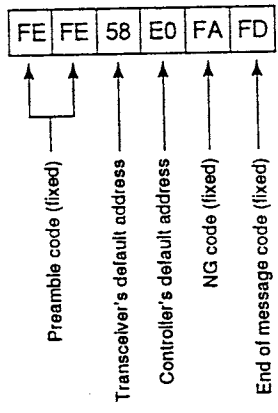 FE FE 58 E0 FA FD
Preamble code (fixed)
Transceiver's default address
Controller's default address
NG code (fixed)
End of message code (fixed)